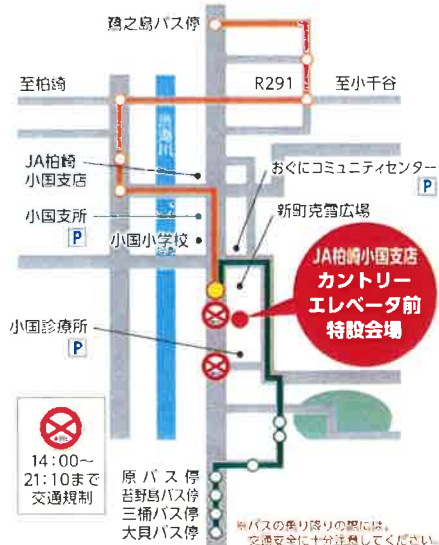 鷺之島バス停
至柏崎
R291
至小千谷
渋海川
JA柏崎
小国支店
おぐにコミュニティセンター
P
小国支所
P
新町克雪広場
小国小学校
JA柏崎小国支店
カントリー
エレベータ前
特設会場
小国診療所
P
14:00～
21:10まで
交通規制
原バス停
苔野島バス停
三桶バス停
大貝バス停
※バスの乗り降りの際には、
交通安全に十分注意してください。